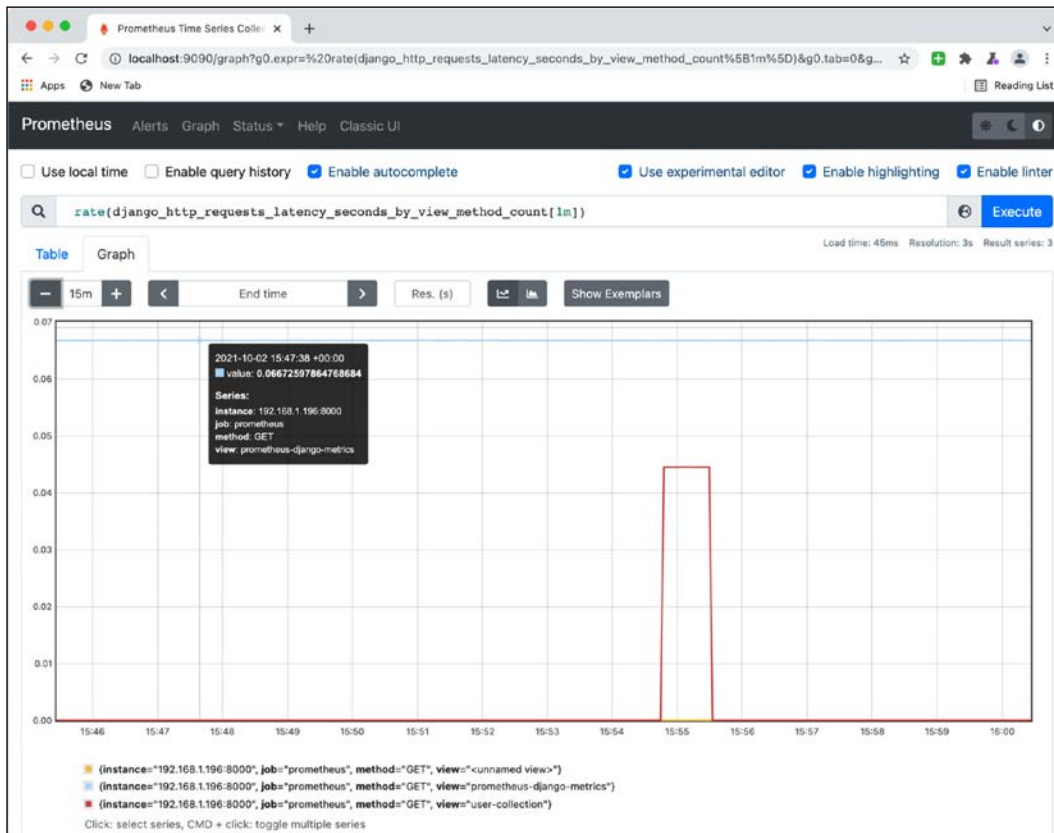 Prometheus Time Series Collec
localhost:9090/graph?g0.expr=%20rate(django_http_requests_latency_seconds_by_view_method_count%5B1m%5D)&g0.tab=0&g...
Apps New Tab Reading List
Prometheus Alerts Graph Status Help Classic UI
Use local time Enable query history Enable autocomplete Use experimental editor Enable highlighting Enable linter
rate(django_http_requests_latency_seconds_by_view_method_count[1m]) Execute
Load time: 45ms Resolution: 3s Result series: 3
Table Graph
− 15m + < End time > Res. (s) Show Exemplars
0.07
2021-10-02 15:47:38 +00:00
value: 0.06672597864768684
Series:
instance: 192.168.1.196:8000
job: prometheus
method: GET
view: prometheus-django-metrics
0.06
0.05
0.04
0.03
0.02
0.01
0.00
15:46 15:47 15:48 15:49 15:50 15:51 15:52 15:53 15:54 15:55 15:56 15:57 15:58 15:59 16:00
{instance="192.168.1.196:8000", job="prometheus", method="GET", view="<unnamed view>"}
{instance="192.168.1.196:8000", job="prometheus", method="GET", view="prometheus-django-metrics"}
{instance="192.168.1.196:8000", job="prometheus", method="GET", view="user-collection"}
Click: select series, CMD + click: toggle multiple series